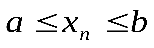 a ≤ xₙ ≤ b